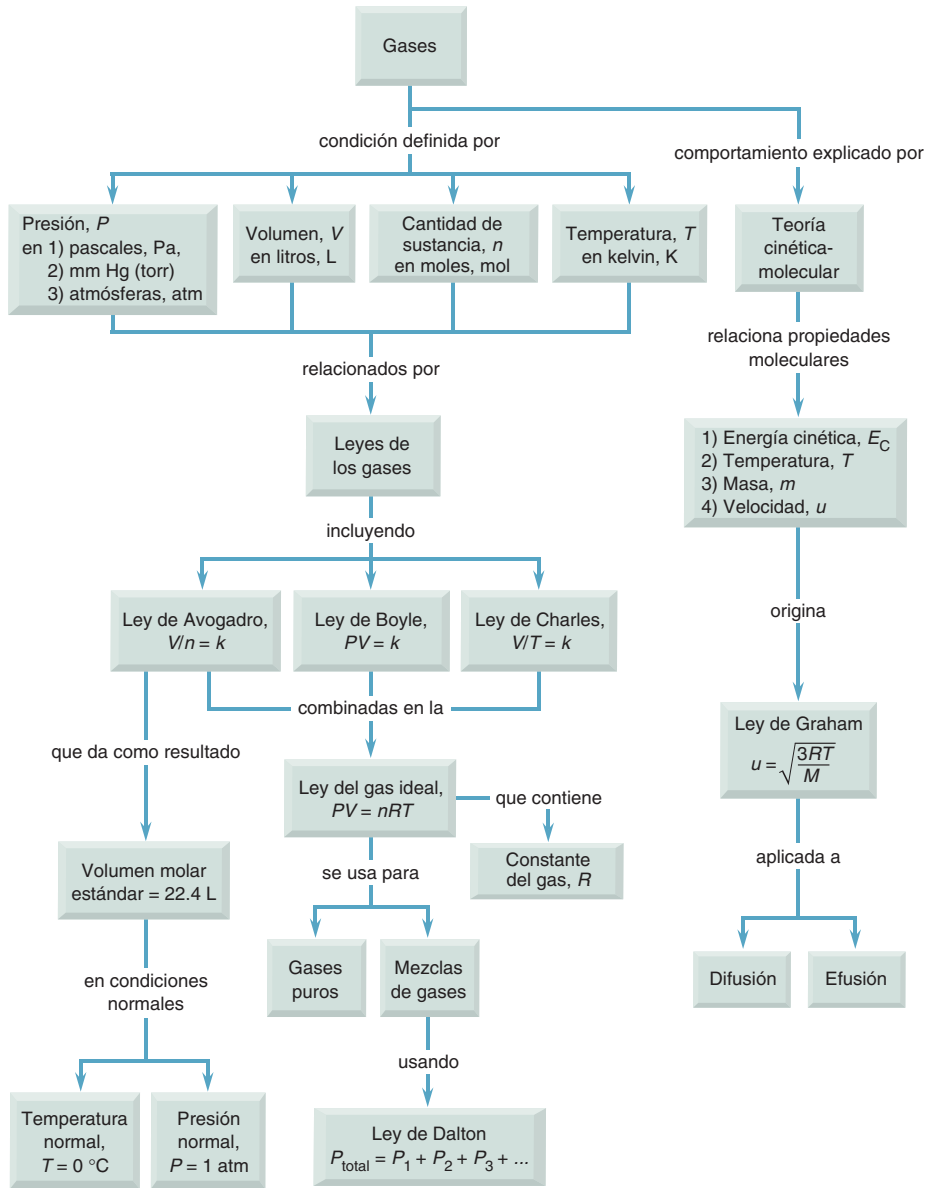 Gases
condición definida por
comportamiento explicado por
Presión, P
en 1) pascales, Pa,
2) mm Hg (torr)
3) atmósferas, atm
Volumen, V
en litros, L
Cantidad de
sustancia, n
en moles, mol
Temperatura, T
en kelvin, K
Teoría
cinética-
molecular
relacionados por
relaciona propiedades
moleculares
Leyes de
los gases
1) Energía cinética, E_C
2) Temperatura, T
3) Masa, m
4) Velocidad, u
incluyendo
Ley de Avogadro,
V/n = k
Ley de Boyle,
PV = k
Ley de Charles,
V/T = k
origina
combinadas en la
que da como resultado
Ley de Graham
u = √(3RT/M)
Ley del gas ideal,
PV = nRT
que contiene
Constante
del gas, R
Volumen molar
estándar = 22.4 L
se usa para
aplicada a
Gases
puros
Mezclas
de gases
Difusión
Efusión
en condiciones
normales
usando
Temperatura
normal,
T = 0 °C
Presión
normal,
P = 1 atm
Ley de Dalton
P_total = P_1 + P_2 + P_3 + ...